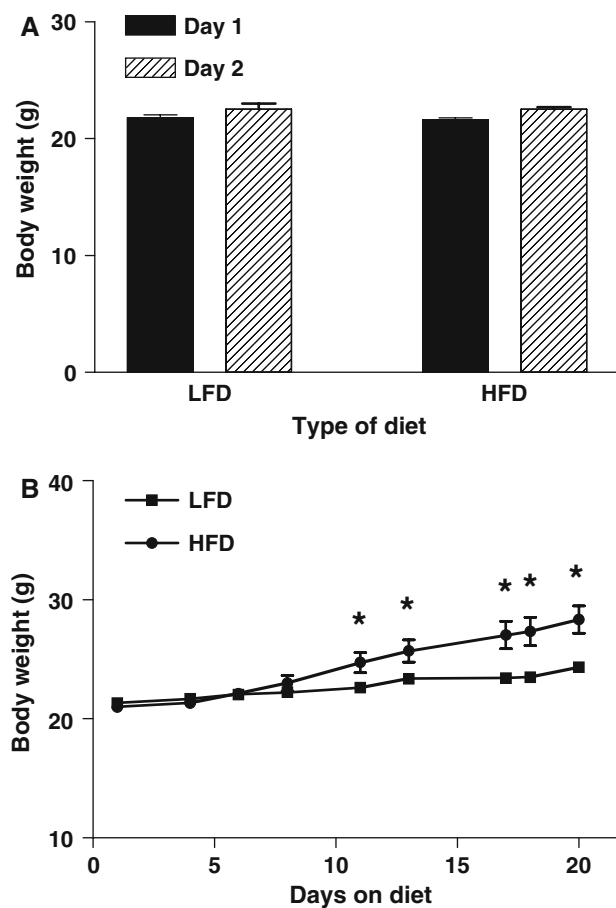 A
30
20
10
0
Body weight (g)
Day 1
Day 2
LFD
HFD
Type of diet
B
40
30
20
10
Body weight (g)
LFD
HFD
* * * * *
0 5 10 15 20
Days on diet